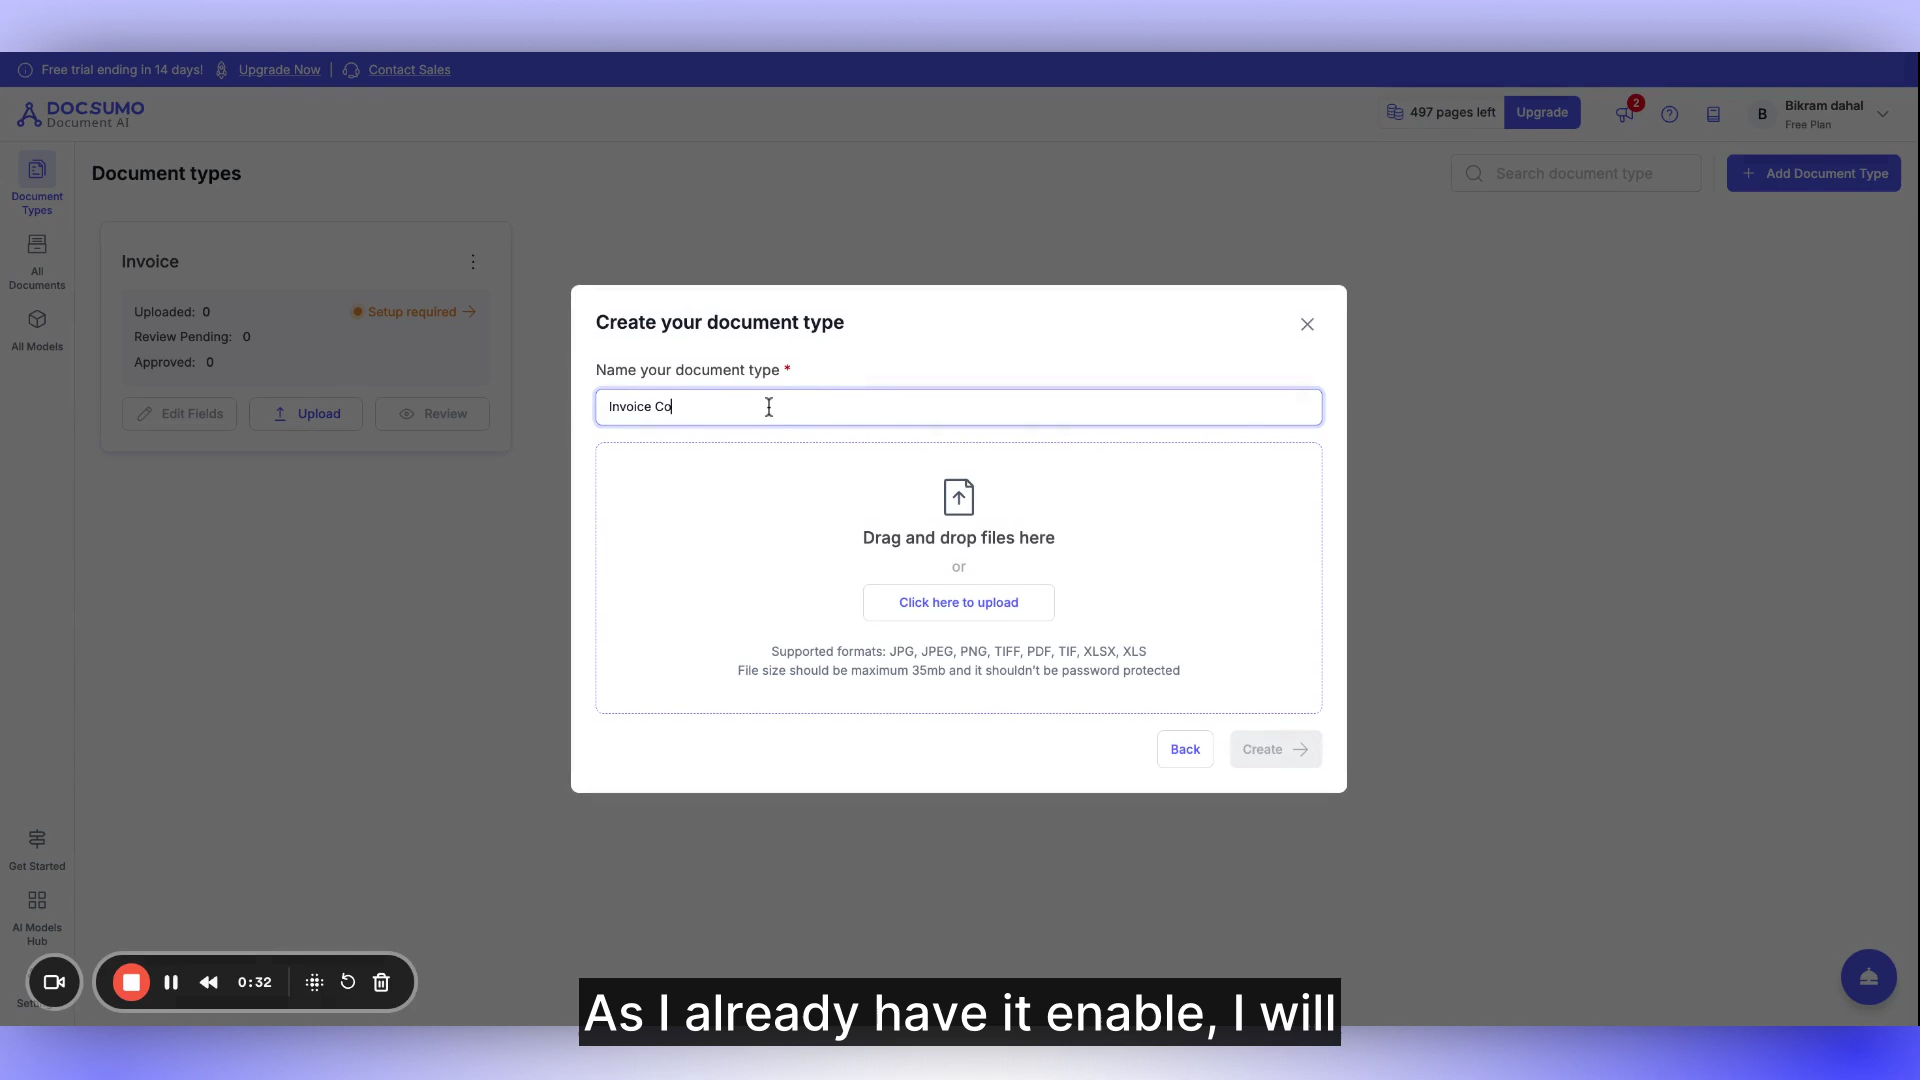 Free trial ending in 14 days! Upgrade Now | Contact Sales
DOCSUMO
Document AI
497 pages left
Upgrade
2
B
Bikram dahal
Free Plan
Document types
Search document type
+ Add Document Type
Document
Types
All
Documents
All Models
Invoice
Uploaded: 0
Setup required
Review Pending: 0
Approved: 0
Edit Fields
Upload
Review
Create your document type
Name your document type *
Invoice Co
Drag and drop files here
or
Click here to upload
Supported formats: JPG, JPEG, PNG, TIFF, PDF, TIF, XLSX, XLS
File size should be maximum 35mb and it shouldn't be password protected
Back
Create
Get Started
AI Models
Hub
0:32
As I already have it enable, I will